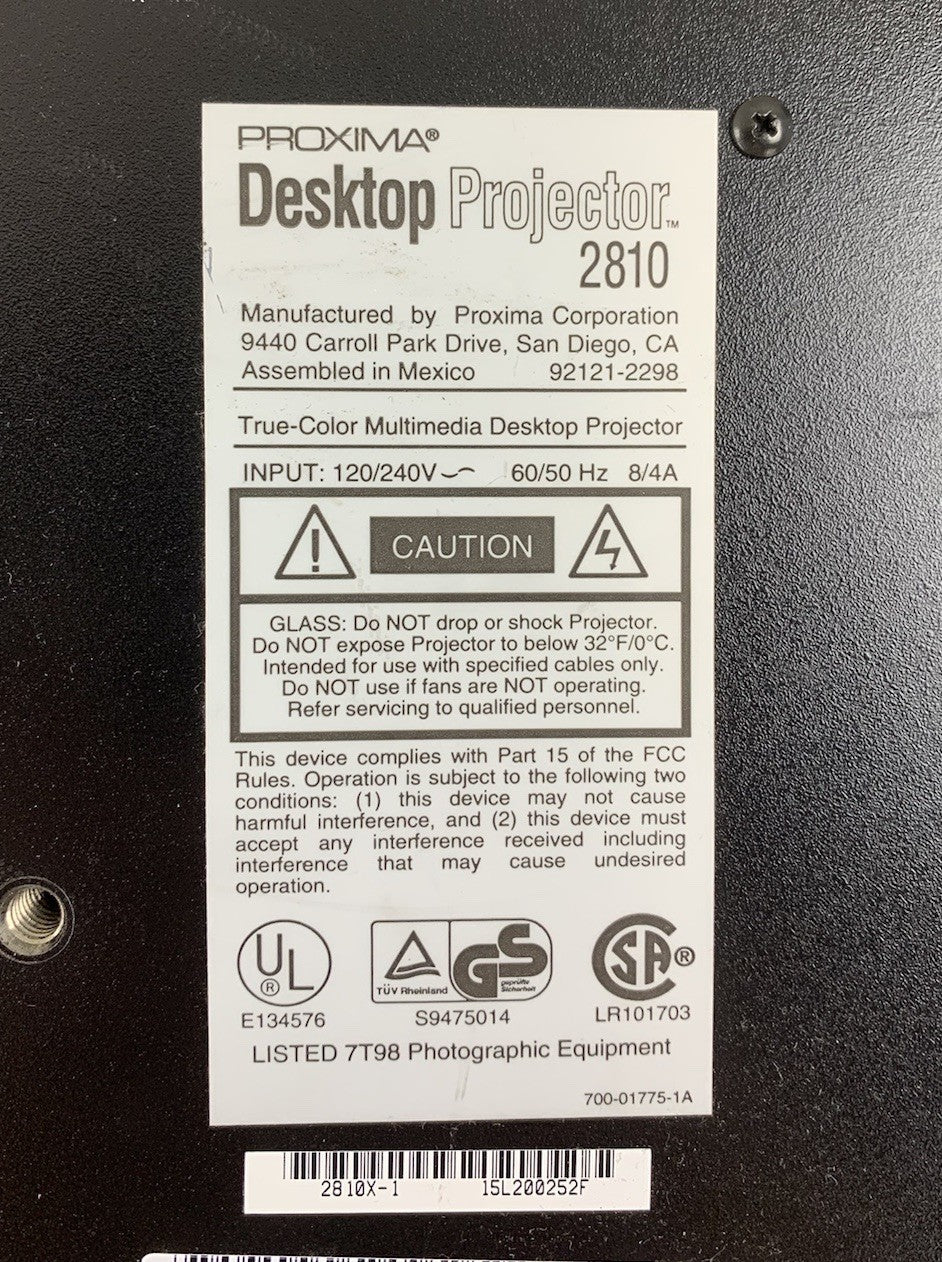 PROXIMA®
Desktop Projector™
2810
Manufactured by Proxima Corporation
9440 Carroll Park Drive, San Diego, CA
Assembled in Mexico 92121-2298
True-Color Multimedia Desktop Projector
INPUT: 120/240V 60/50 Hz 8/4A
CAUTION
GLASS: Do NOT drop or shock Projector.
Do NOT expose Projector to below 32°F/0°C.
Intended for use with specified cables only.
Do NOT use if fans are NOT operating.
Refer servicing to qualified personnel.
This device complies with Part 15 of the FCC
Rules. Operation is subject to the following two
conditions: (1) this device may not cause
harmful interference, and (2) this device must
accept any interference received including
interference that may cause undesired
operation.
UL®
E134576
TÜV Rheinland
GS
geprüfte
Sicherheit
S9475014
SA®
LR101703
LISTED 7T98 Photographic Equipment
700-01775-1A
2810X-1 15L200252F